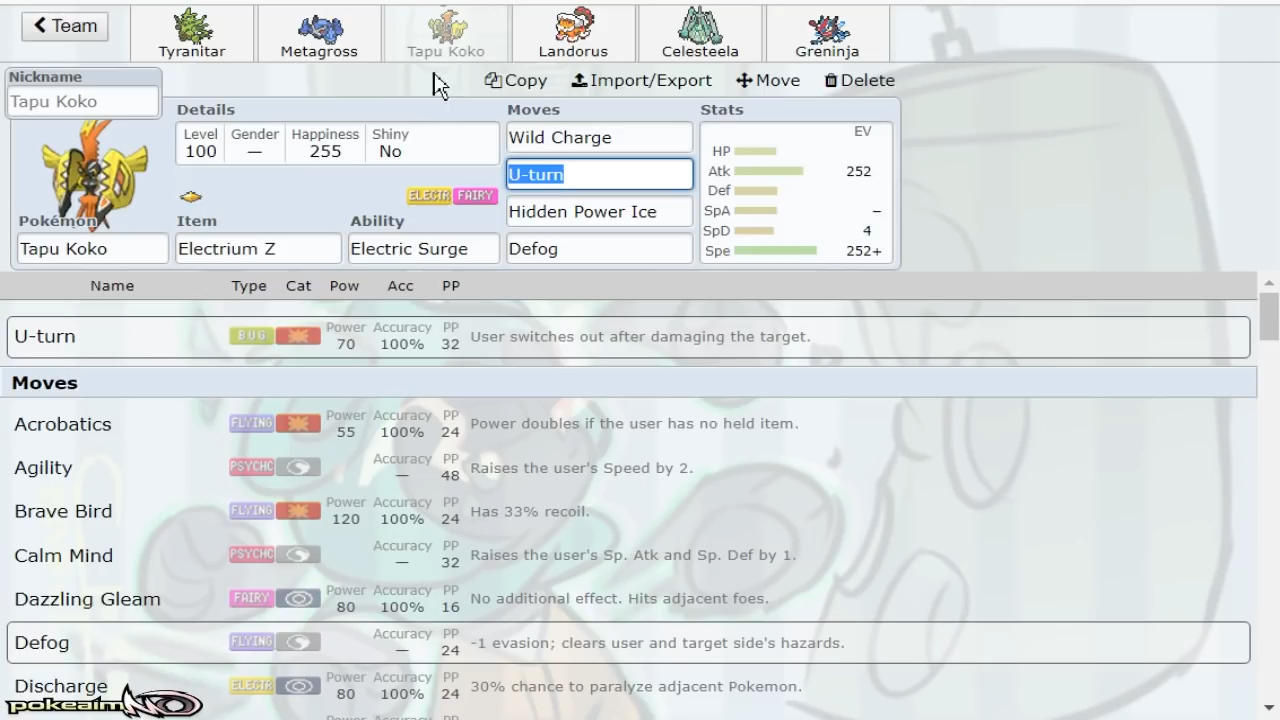 Team
Tyranitar Metagross Tapu Koko Landorus Celesteela Greninja
Nickname
Tapu Koko
Copy Import/Export Move Delete
Details Moves Stats
Level Gender Happiness Shiny
100 — 255 No
ELECTR FAIRY
Pokémon Item Ability
Tapu Koko Electrium Z Electric Surge
Wild Charge
U-turn
Hidden Power Ice
Defog
EV
HP
Atk 252
Def
SpA –
SpD 4
Spe 252+
Name Type Cat Pow Acc PP
U-turn BUG Power 70 Accuracy 100% PP 32 User switches out after damaging the target.
Moves
Acrobatics FLYING Power 55 Accuracy 100% PP 24 Power doubles if the user has no held item.
Agility PSYCHC Accuracy — PP 48 Raises the user's Speed by 2.
Brave Bird FLYING Power 120 Accuracy 100% PP 24 Has 33% recoil.
Calm Mind PSYCHC Accuracy — PP 32 Raises the user's Sp. Atk and Sp. Def by 1.
Dazzling Gleam FAIRY Power 80 Accuracy 100% PP 16 No additional effect. Hits adjacent foes.
Defog FLYING Accuracy — PP 24 -1 evasion; clears user and target side's hazards.
Discharge ELECTR Power 80 Accuracy 100% PP 24 30% chance to paralyze adjacent Pokemon.
pokeaimMD